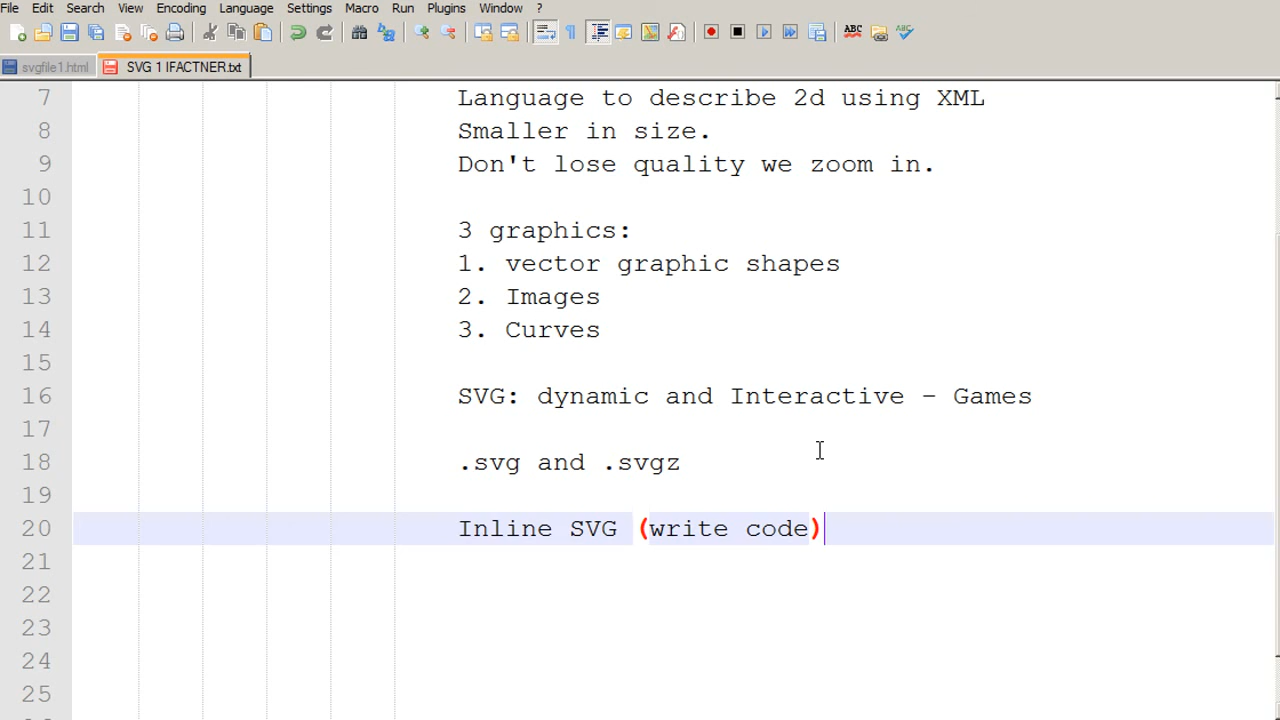 File Edit Search View Encoding Language Settings Macro Run Plugins Window ?
ABC
svgfile1.html SVG 1 IFACTNER.txt
7 Language to describe 2d using XML
8 Smaller in size.
9 Don't lose quality we zoom in.
10
11 3 graphics:
12 1. vector graphic shapes
13 2. Images
14 3. Curves
15
16 SVG: dynamic and Interactive - Games
17
18 .svg and .svgz
19
20 Inline SVG (write code)
21
22
23
24
25